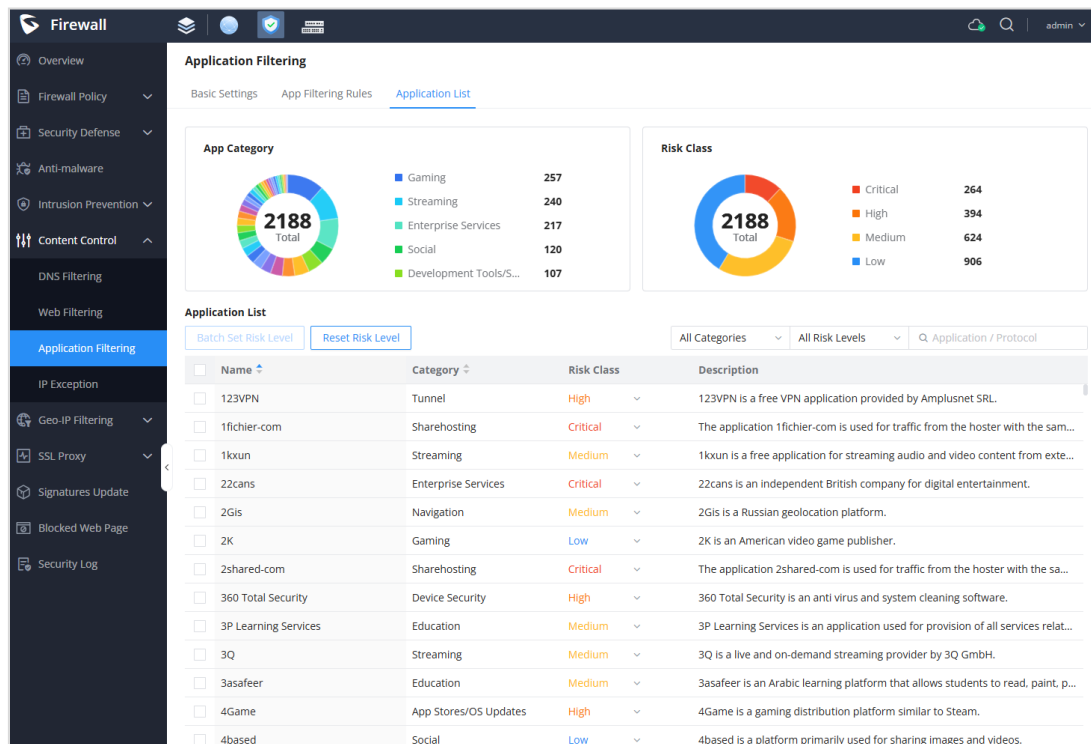 Firewall
admin
Overview
Firewall Policy
Security Defense
Anti-malware
Intrusion Prevention
Content Control
DNS Filtering
Web Filtering
Application Filtering
IP Exception
Geo-IP Filtering
SSL Proxy
Signatures Update
Blocked Web Page
Security Log
Application Filtering
Basic Settings App Filtering Rules Application List
App Category
2188
Total
Gaming 257
Streaming 240
Enterprise Services 217
Social 120
Development Tools/S... 107
Risk Class
2188
Total
Critical 264
High 394
Medium 624
Low 906
Application List
Batch Set Risk Level Reset Risk Level All Categories All Risk Levels Application / Protocol
Name Category Risk Class Description
123VPN Tunnel High 123VPN is a free VPN application provided by Amplusnet SRL.
1fichier-com Sharehosting Critical The application 1fichier-com is used for traffic from the hoster with the sam...
1kxun Streaming Medium 1kxun is a free application for streaming audio and video content from exte...
22cans Enterprise Services Critical 22cans is an independent British company for digital entertainment.
2Gis Navigation Medium 2Gis is a Russian geolocation platform.
2K Gaming Low 2K is an American video game publisher.
2shared-com Sharehosting Critical The application 2shared-com is used for traffic from the hoster with the sa...
360 Total Security Device Security High 360 Total Security is an anti virus and system cleaning software.
3P Learning Services Education Medium 3P Learning Services is an application used for provision of all services relat...
3Q Streaming Medium 3Q is a live and on-demand streaming provider by 3Q GmbH.
3asafeer Education Medium 3asafeer is an Arabic learning platform that allows students to read, paint, p...
4Game App Stores/OS Updates High 4Game is a gaming distribution platform similar to Steam.
4based Social Low 4based is a platform primarily used for sharing images and videos.